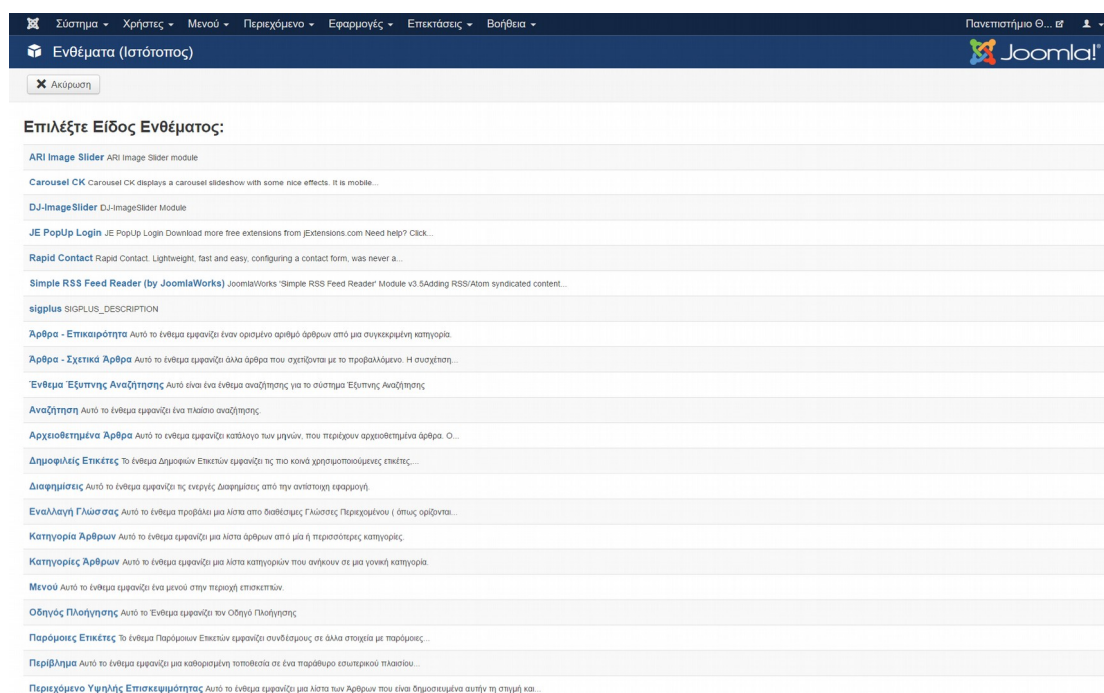 Σύστημα Χρήστες Μενού Περιεχόμενο Εφαρμογές Επεκτάσεις Βοήθεια Πανεπιστήμιο Θ...
Ενθέματα (Ιστότοπος) Joomla!
Ακύρωση
Επιλέξτε Είδος Ενθέματος:
ARI Image Slider ARI Image Slider module
Carousel CK Carousel CK displays a carousel slideshow with some nice effects. It is mobile...
DJ-ImageSlider DJ-ImageSlider Module
JE PopUp Login JE PopUp Login Download more free extensions from jExtensions.com Need help? Click...
Rapid Contact Rapid Contact. Lightweight, fast and easy, configuring a contact form, was never a...
Simple RSS Feed Reader (by JoomlaWorks) JoomlaWorks 'Simple RSS Feed Reader' Module v3.5Adding RSS/Atom syndicated content...
sigplus SIGPLUS_DESCRIPTION
Άρθρα - Επικαιρότητα Αυτό το ένθεμα εμφανίζει έναν ορισμένο αριθμό άρθρων από μια συγκεκριμένη κατηγορία.
Άρθρα - Σχετικά Άρθρα Αυτό το ένθεμα εμφανίζει άλλα άρθρα που σχετίζονται με το προβαλλόμενο. Η συσχέτιση...
Ένθεμα Έξυπνης Αναζήτησης Αυτό είναι ένα ένθεμα αναζήτησης για το σύστημα Έξυπνης Αναζήτησης
Αναζήτηση Αυτό το ένθεμα εμφανίζει ένα πλαίσιο αναζήτησης.
Αρχειοθετημένα Άρθρα Αυτό το ενθεμα εμφανίζει κατάλογο των μηνών, που περιέχουν αρχειοθετημένα άρθρα. Ο...
Δημοφιλείς Ετικέτες Το ένθεμα Δημοφιών Ετικετών εμφανίζει τις πιο κοινά χρησιμοποιούμενες ετικέτες,...
Διαφημίσεις Αυτό το ένθεμα εμφανίζει τις ενεργές Διαφημίσεις από την αντίστοιχη εφαρμογή.
Εναλλαγή Γλώσσας Αυτό το ένθεμα προβάλει μια λίστα απο διαθέσιμες Γλώσσες Περιεχομένου ( όπως ορίζονται...
Κατηγορία Άρθρων Αυτό το ένθεμα εμφανίζει μια λίστα άρθρων από μία ή περισσότερες κατηγορίες.
Κατηγορίες Άρθρων Αυτό το ένθεμα εμφανίζει μια λίστα κατηγοριών που ανήκουν σε μια γονική κατηγορία.
Μενού Αυτό το ένθεμα εμφανίζει ένα μενού στην περιοχή επισκεπτών.
Οδηγός Πλοήγησης Αυτό το Ένθεμα εμφανίζει τον Οδηγό Πλοήγησης
Παρόμοιες Ετικέτες Το ένθεμα Παρόμοιων Ετικετών εμφανίζει συνδέσμους σε άλλα στοιχεία με παρόμοιες...
Περίβλημα Αυτό το ένθεμα εμφανίζει μια καθορισμένη τοποθεσία σε ένα παράθυρο εσωτερικού πλαισίου...
Περιεχόμενο Υψηλής Επισκεψιμότητας Αυτό το ένθεμα εμφανίζει μια λίστα των Άρθρων που είναι δημοσιευμένα αυτήν τη στιγμή και...